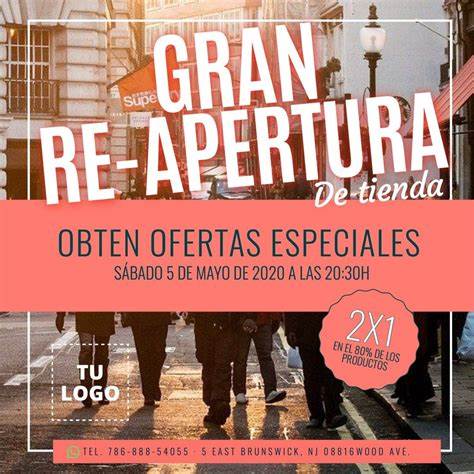 GRAN
RE-APERTURA
De tienda
OBTEN OFERTAS ESPECIALES
SÁBADO 5 DE MAYO DE 2020 A LAS 20:30H
2X1
EN EL 80% DE LOS
PRODUCTOS
TU
LOGO
TEL. 786-888-54055 · 5 EAST BRUNSWICK, NJ 08816WOOD AVE.